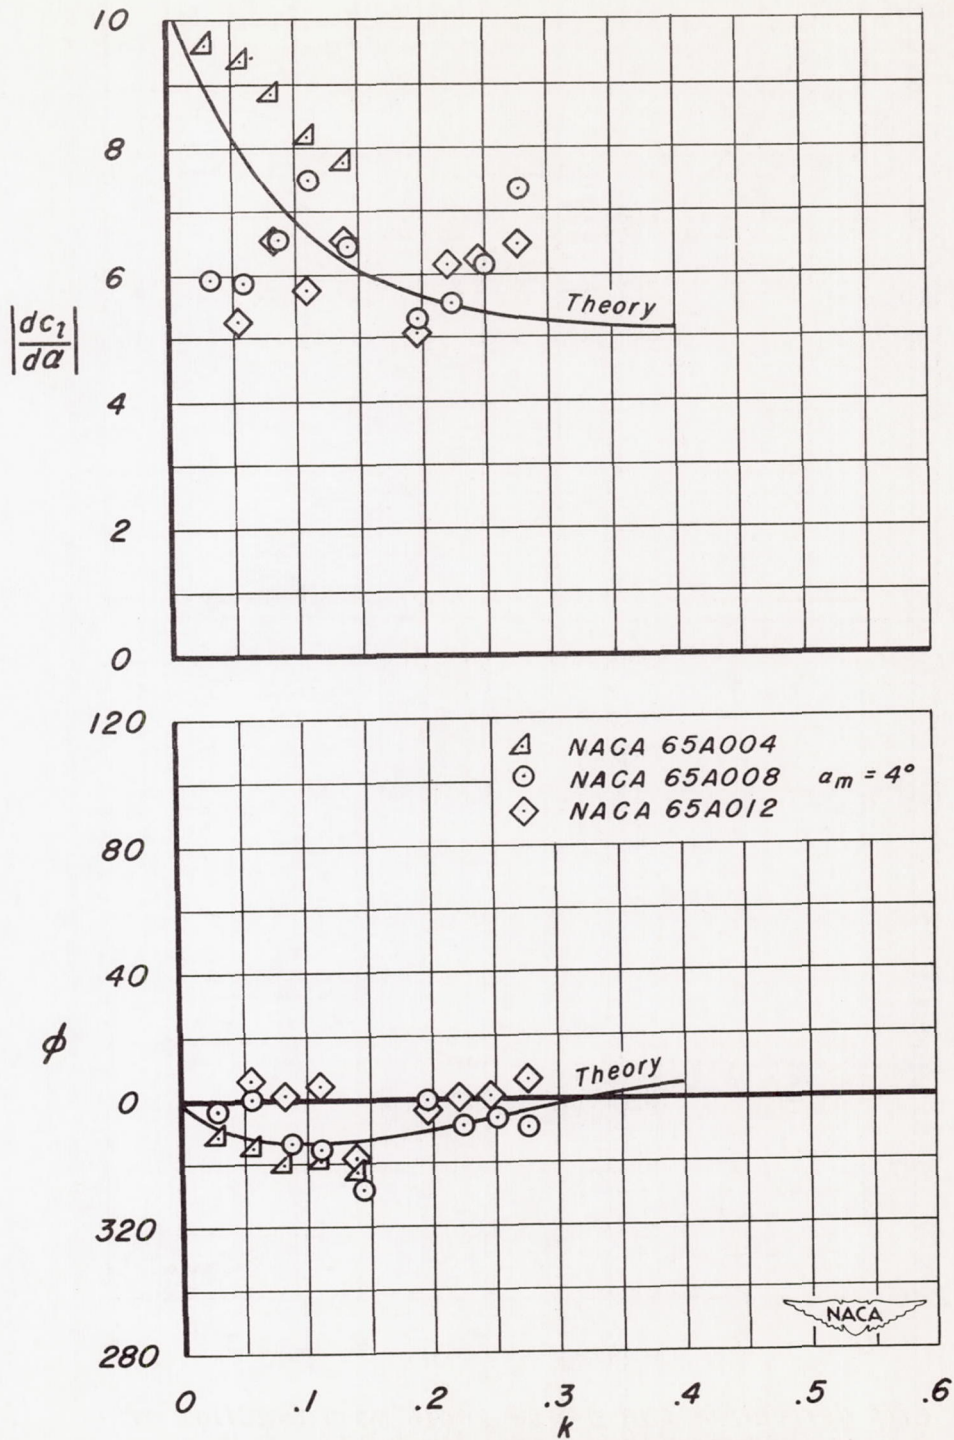 10
8
6
4
2
0
|dc_l/dα|
Theory
120
80
40
0
320
280
ϕ
NACA 65A004
NACA 65A008 α_m = 4°
NACA 65A012
Theory
NACA
0 .1 .2 .3 .4 .5 .6
k